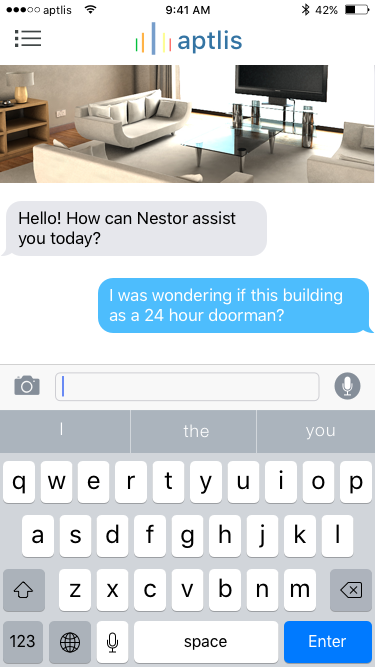 aptlis 9:41 AM 42%
aptlis
Hello! How can Nestor assist
you today?
I was wondering if this building
as a 24 hour doorman?
I the you
q w e r t y u i o p
a s d f g h j k l
z x c v b n m
123 space Enter